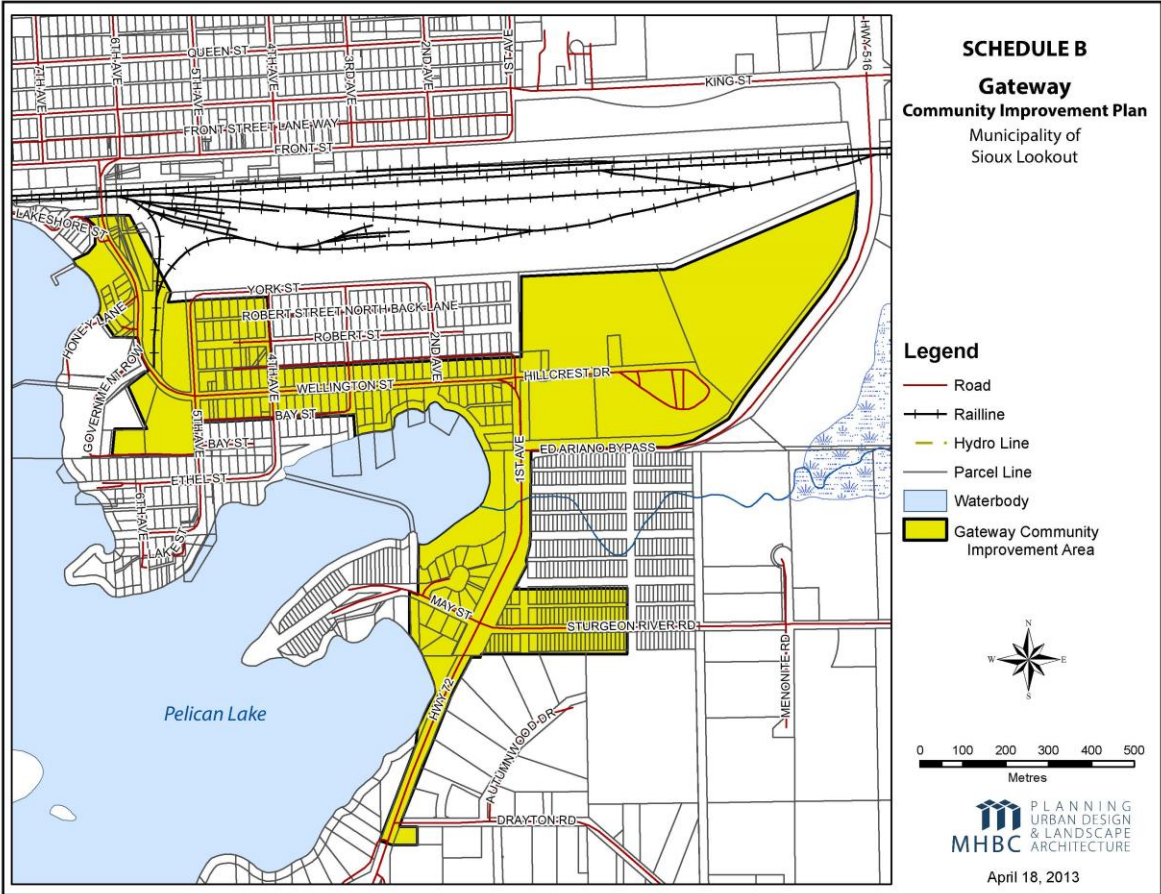 SCHEDULE B
Gateway
Community Improvement Plan
Municipality of
Sioux Lookout
7TH AVE
6TH AVE
QUEEN ST
5TH AVE
4TH AVE
3RD AVE
2ND AVE
1ST AVE
HWY 516
KING ST
FRONT STREET LANE WAY
FRONT ST
LAKESHORE ST
YORK ST
ROBERT STREET NORTH BACK LANE
ROBERT ST
2ND AVE
HONEY LANE
GOVERNMENT ROW
4TH AVE
WELLINGTON ST
HILLCREST DR
BAY ST
5TH AVE
BAY ST
1ST AVE
ED ARIANO BYPASS
ETHEL ST
6TH AVE
LAKE ST
MAY ST
STURGEON RIVER RD
MENONITE RD
HWY 72
Pelican Lake
AUTUMNWOOD DR
DRAYTON RD
Legend
Road
Railline
Hydro Line
Parcel Line
Waterbody
Gateway Community
Improvement Area
N
W E
S
0 100 200 300 400 500
Metres
MHBC
PLANNING
URBAN DESIGN
& LANDSCAPE
ARCHITECTURE
April 18, 2013